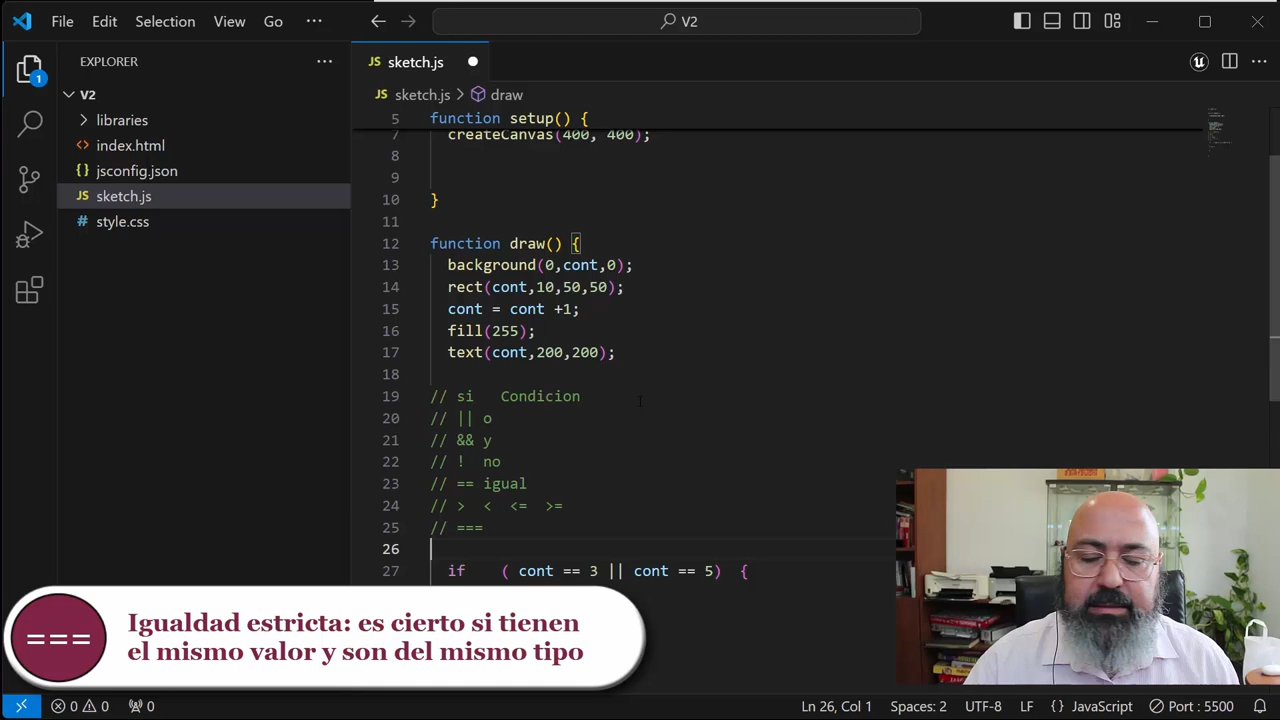 File Edit Selection View Go ··· V2
EXPLORER ···
V2
libraries
index.html
{} jsconfig.json
JS sketch.js
# style.css
1
JS sketch.js
JS sketch.js > draw
5 function setup() {
7 createCanvas(400, 400);
8
9
10 }
11
12 function draw() {
13 background(0,cont,0);
14 rect(cont,10,50,50);
15 cont = cont +1;
16 fill(255);
17 text(cont,200,200);
18
19 // si   Condicion
20 // || o
21 // && y
22 // !  no
23 // == igual
24 // >  <  <=  >=
25 // ===
26
27 if    ( cont == 3 || cont == 5)  {
=== Igualdad estricta: es cierto si tienen
el mismo valor y son del mismo tipo
0 0 0 Ln 26, Col 1 Spaces: 2 UTF-8 LF {} JavaScript Port : 5500